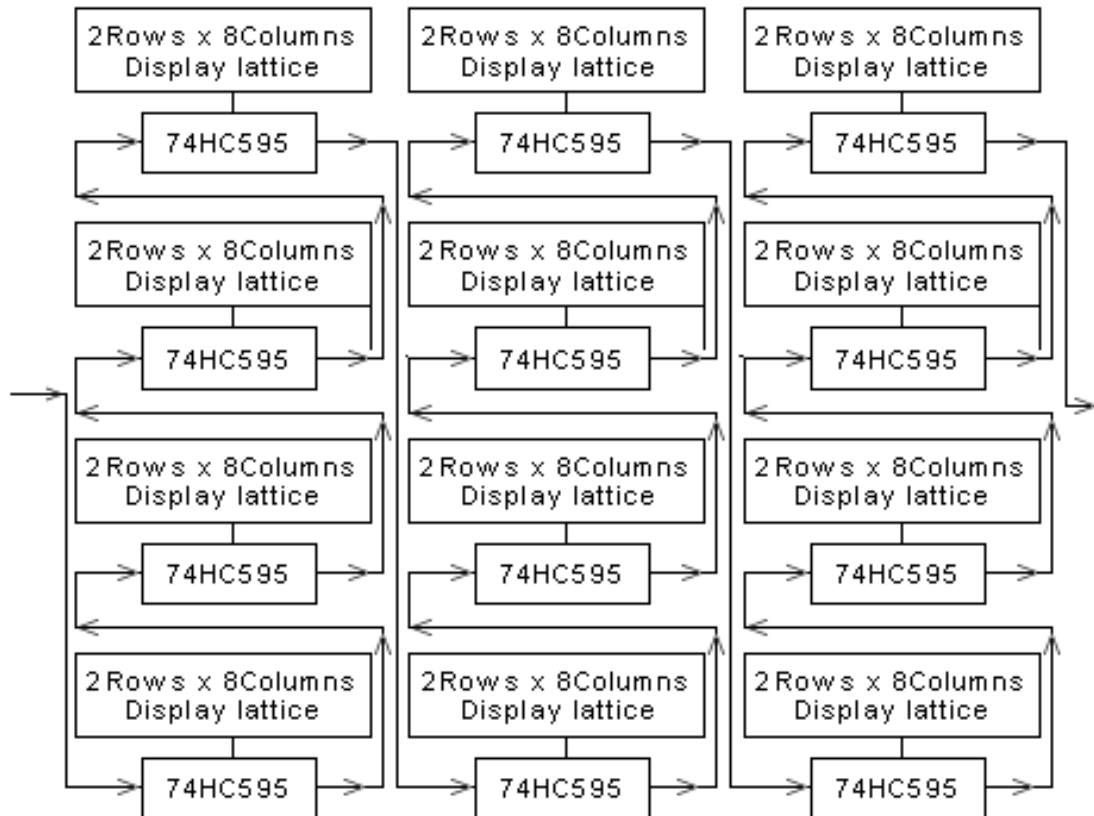 2Rows x 8Columns
Display lattice
2Rows x 8Columns
Display lattice
2Rows x 8Columns
Display lattice
74HC595
74HC595
74HC595
2Rows x 8Columns
Display lattice
2Rows x 8Columns
Display lattice
2Rows x 8Columns
Display lattice
74HC595
74HC595
74HC595
2Rows x 8Columns
Display lattice
2Rows x 8Columns
Display lattice
2Rows x 8Columns
Display lattice
74HC595
74HC595
74HC595
2Rows x 8Columns
Display lattice
2Rows x 8Columns
Display lattice
2Rows x 8Columns
Display lattice
74HC595
74HC595
74HC595